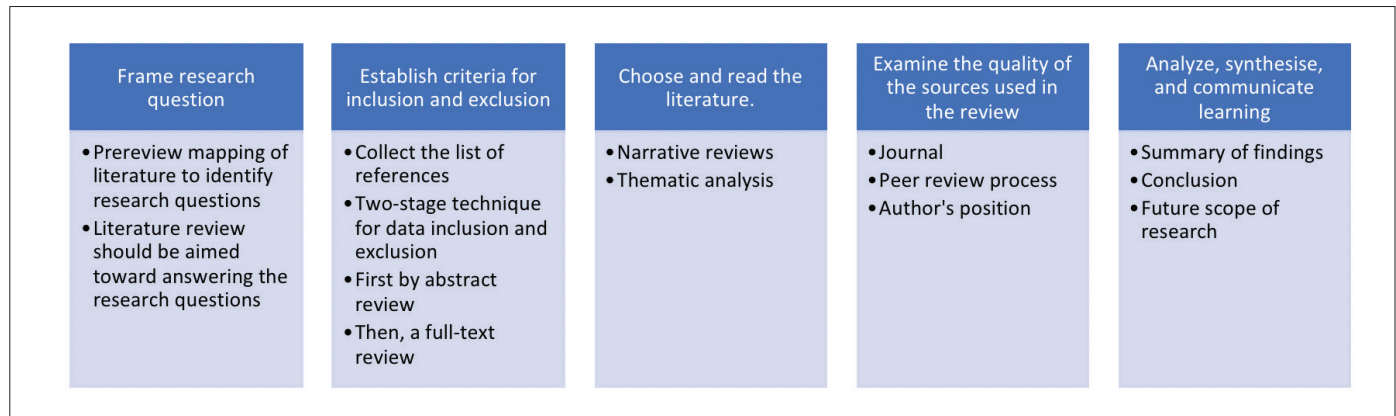 Frame research
question
•Prereview mapping of
literature to identify
research questions
•Literature review
should be aimed
toward answering the
research questions
Establish criteria for
inclusion and exclusion
•Collect the list of
references
•Two-stage technique
for data inclusion and
exclusion
•First by abstract
review
•Then, a full-text
review
Choose and read the
literature.
•Narrative reviews
•Thematic analysis
Examine the quality of
the sources used in
the review
•Journal
•Peer review process
•Author's position
Analyze, synthesise,
and communicate
learning
•Summary of findings
•Conclusion
•Future scope of
research